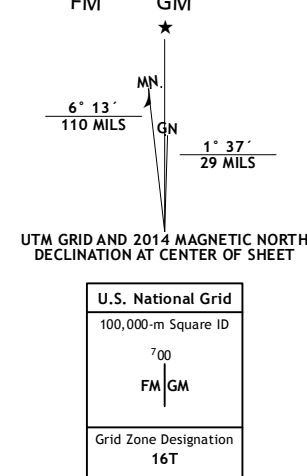 FM GM
MN.
6° 13´
110 MILS
GN
1° 37´
29 MILS
UTM GRID AND 2014 MAGNETIC NORTH
DECLINATION AT CENTER OF SHEET
U.S. National Grid
100,000-m Square ID
700
FM GM
Grid Zone Designation
16T